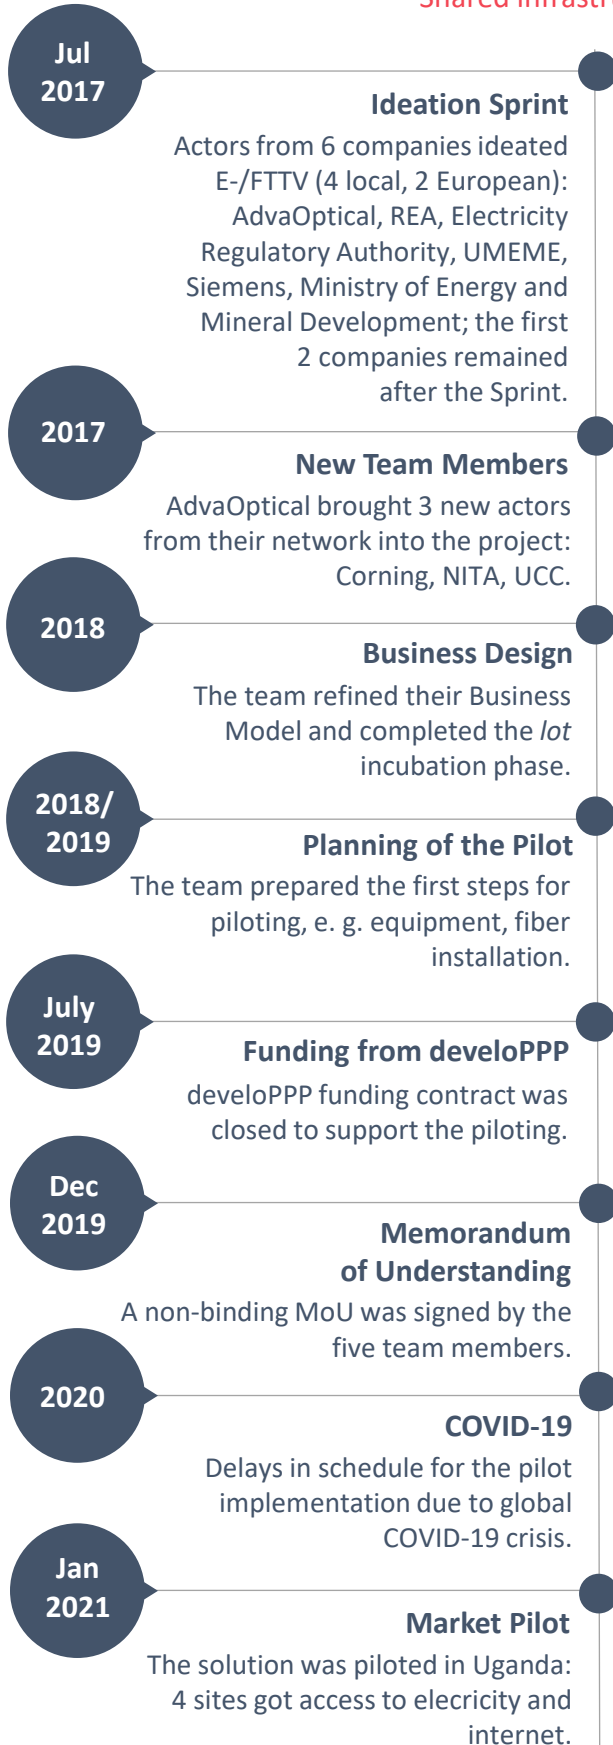 Shared
Jul
2017
Ideation Sprint
Actors from 6 companies ideated
E-/FTTV (4 local, 2 European):
AdvaOptical, REA, Electricity
Regulatory Authority, UMEME,
Siemens, Ministry of Energy and
Mineral Development; the first
2 companies remained
after the Sprint.
2017
New Team Members
AdvaOptical brought 3 new actors
from their network into the project:
Corning, NITA, UCC.
2018
Business Design
The team refined their Business
Model and completed the lot
incubation phase.
2018/
2019
Planning of the Pilot
The team prepared the first steps for
piloting, e. g. equipment, fiber
installation.
July
2019
Funding from develoPPP
develoPPP funding contract was
closed to support the piloting.
Dec
2019
Memorandum
of Understanding
A non-binding MoU was signed by the
five team members.
2020
COVID-19
Delays in schedule for the pilot
implementation due to global
COVID-19 crisis.
Jan
2021
Market Pilot
The solution was piloted in Uganda:
4 sites got access to elecricity and
internet.